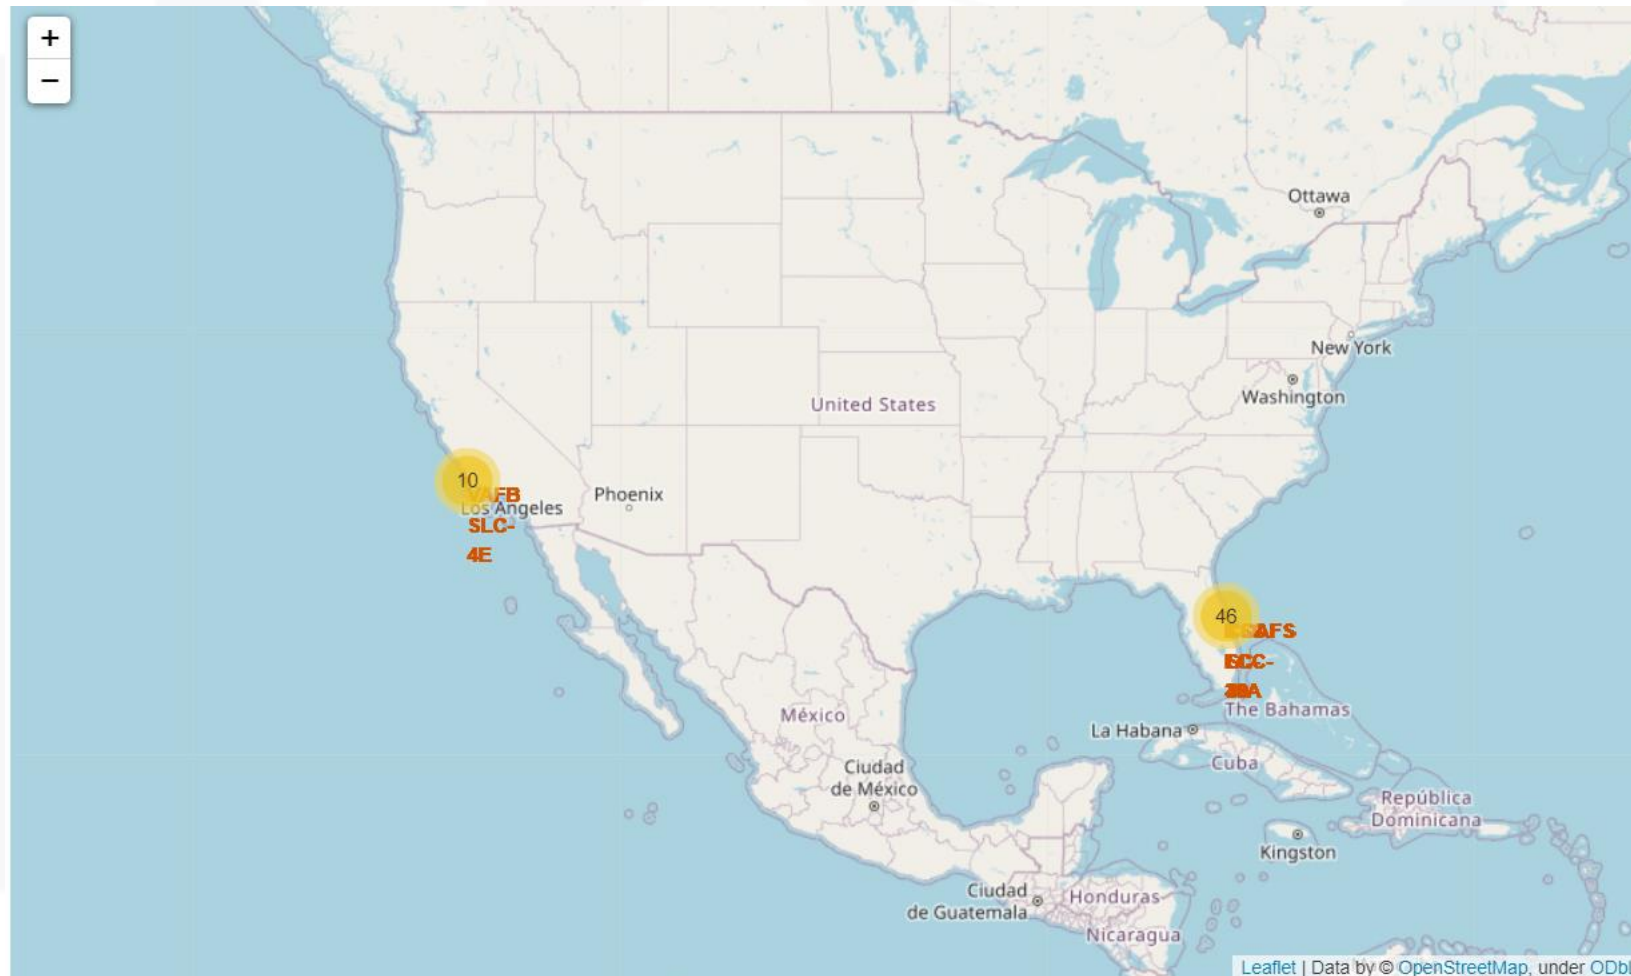 +
−
Ottawa
New York
Washington
United States
10
VAFB
SLC-
4E
Los Angeles
Phoenix
46
The Bahamas
La Habana
México
Cuba
Ciudad
de México
República
Dominicana
Kingston
Ciudad
de Guatemala
Honduras
Nicaragua
Leaflet | Data by © OpenStreetMap, under ODbl